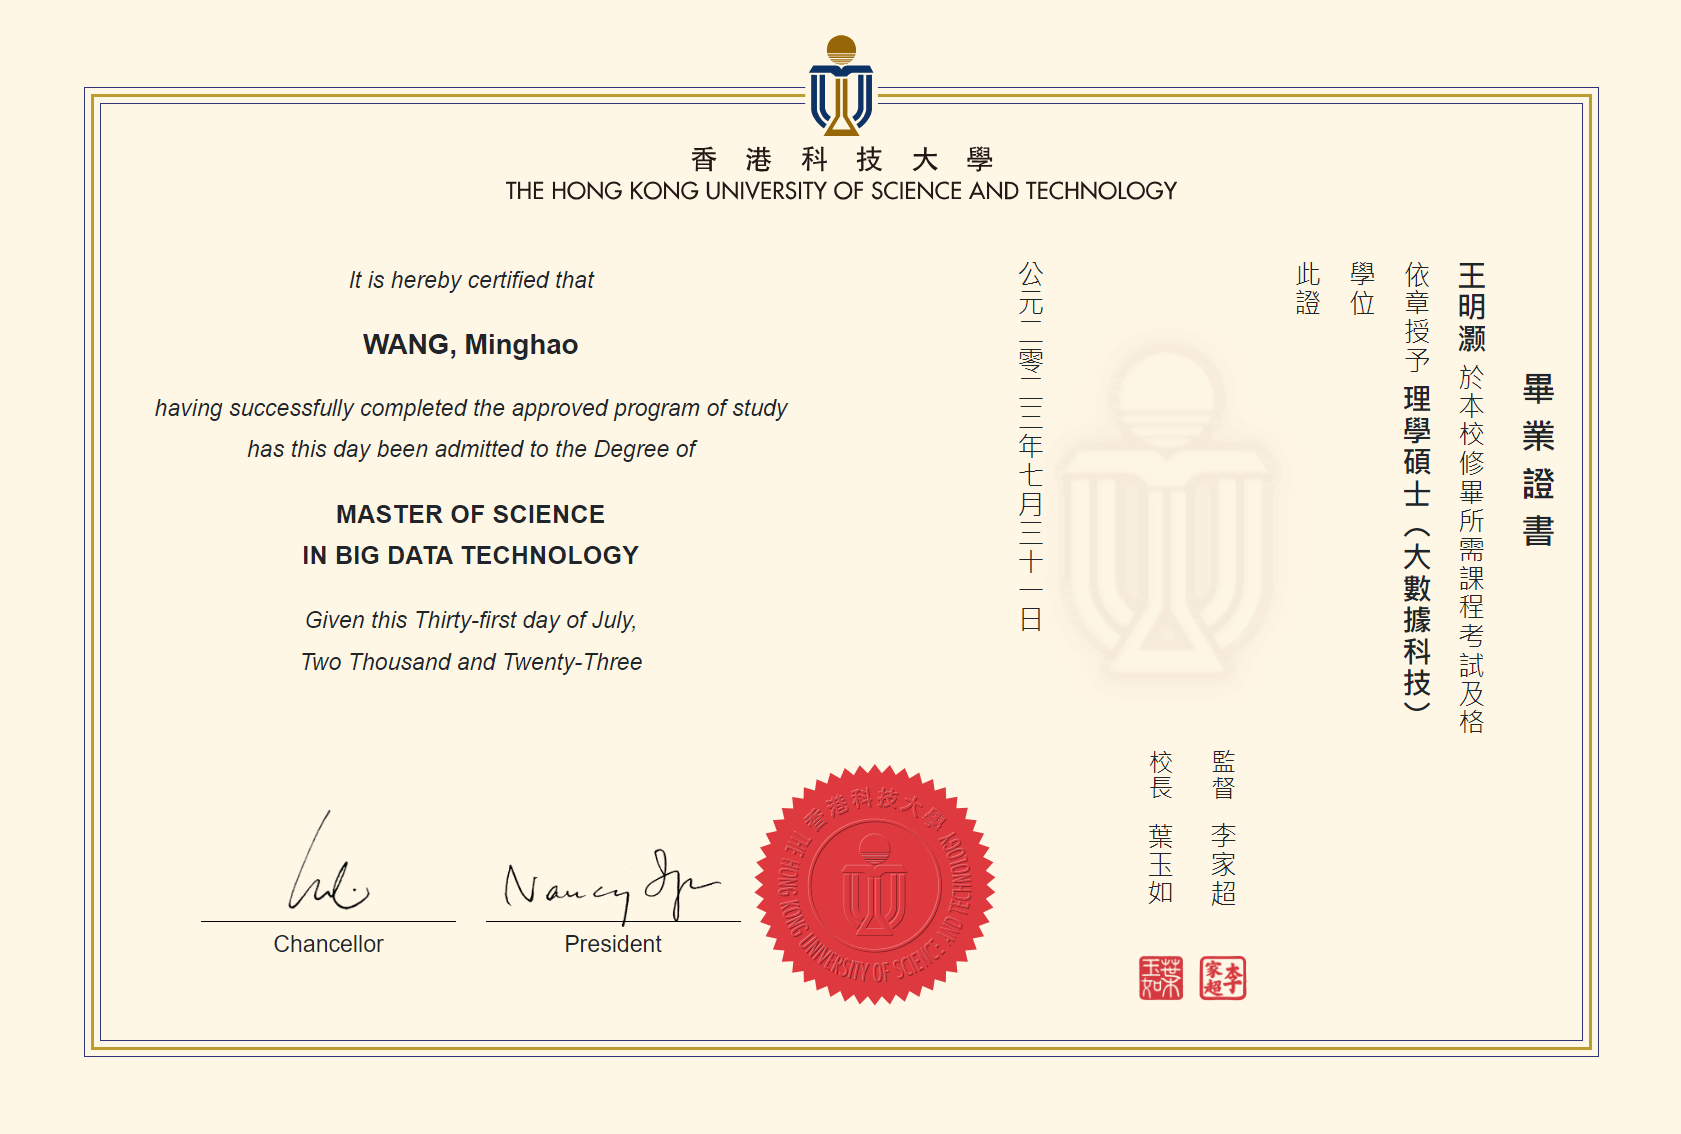 香港科技大學
THE HONG KONG UNIVERSITY OF SCIENCE AND TECHNOLOGY
It is hereby certified that
WANG, Minghao
having successfully completed the approved program of study
has this day been admitted to the Degree of
MASTER OF SCIENCE
IN BIG DATA TECHNOLOGY
Given this Thirty-first day of July,
Two Thousand and Twenty-Three
畢業證書
王明灏 於本校修畢所需課程考試及格
依章授予 理學碩士（大數據科技）
學位
此證
公元二零二三年七月三十一日
監督 李家超
校長 葉玉如
Nancy Ip
Chancellor
President
香港科技大學
THE HONG KONG UNIVERSITY OF SCIENCE AND TECHNOLOGY
李家超
葉玉如